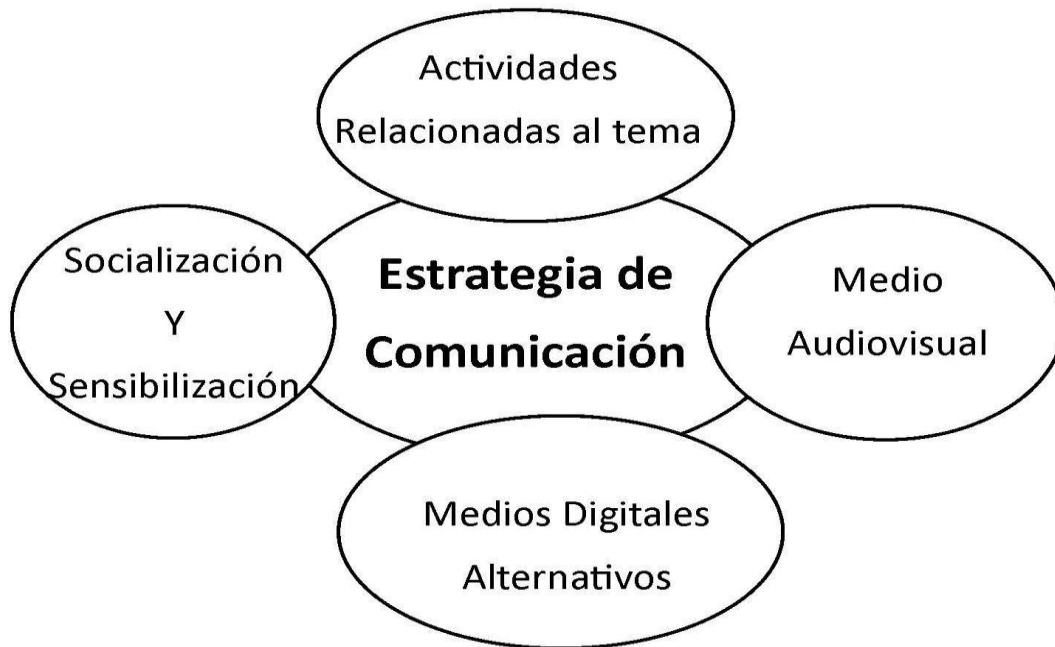 Actividades
Relacionadas al tema
Socialización
Y
Sensibilización
Estrategia de
Comunicación
Medio
Audiovisual
Medios Digitales
Alternativos